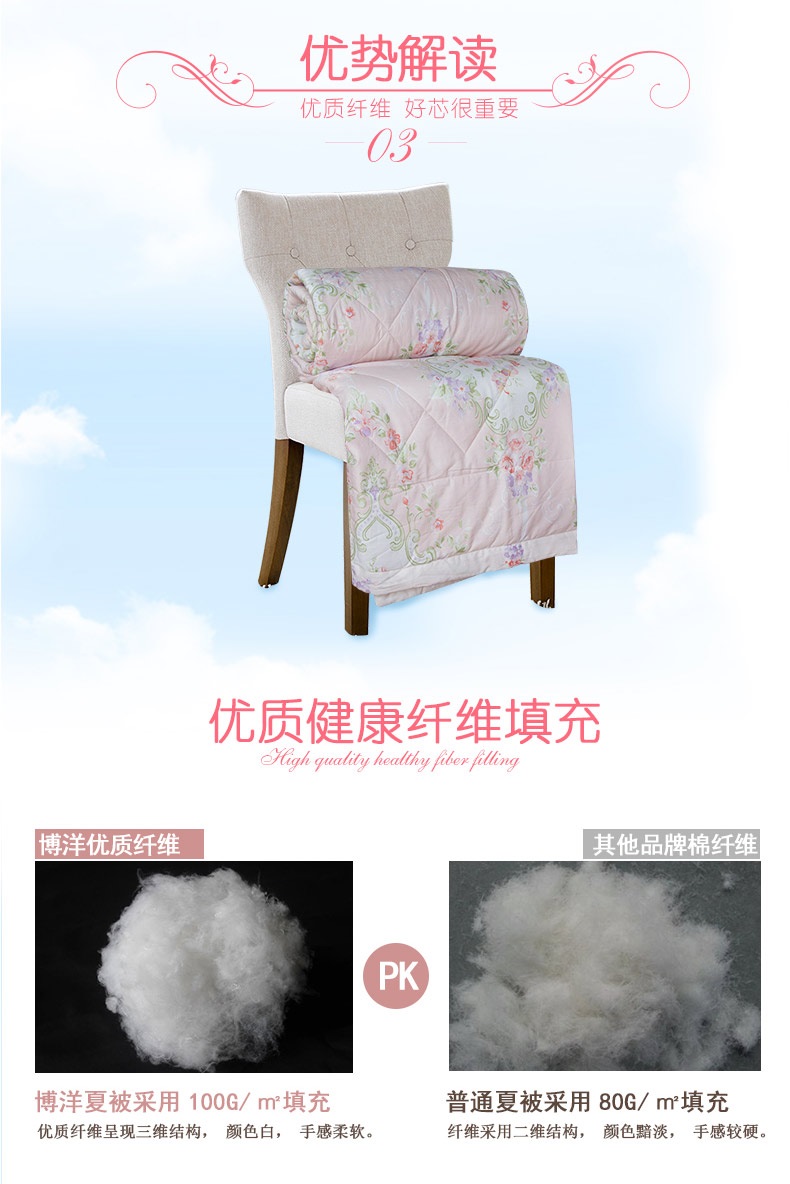 优势解读
优质纤维 好芯很重要
03
优质健康纤维填充
High quality healthy fiber filling
博洋优质纤维
其他品牌棉纤维
PK
博洋夏被采用 100G/ ㎡填充
普通夏被采用 80G/ ㎡填充
优质纤维呈现三维结构， 颜色白， 手感柔软。
纤维采用二维结构， 颜色黯淡， 手感较硬。